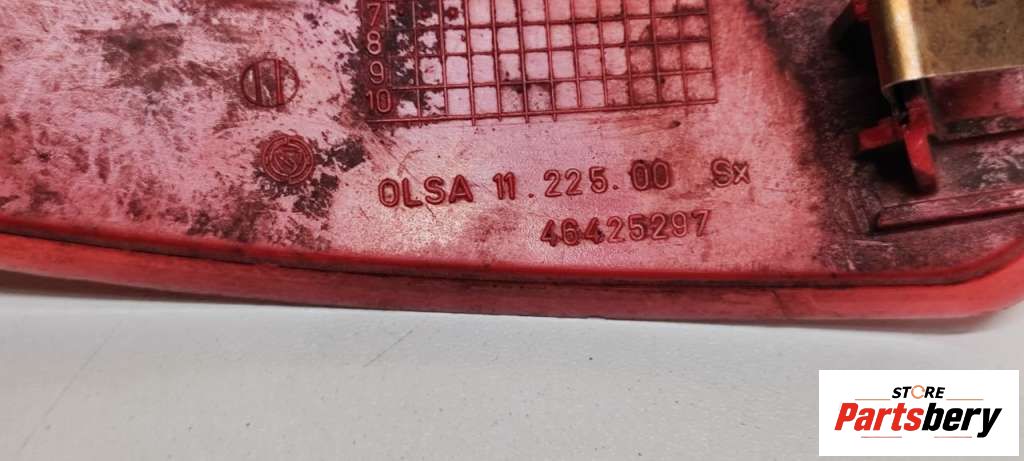 7
8
9
10
OLSA 11.225.00 Sx
46425297
STORE
Partsbery